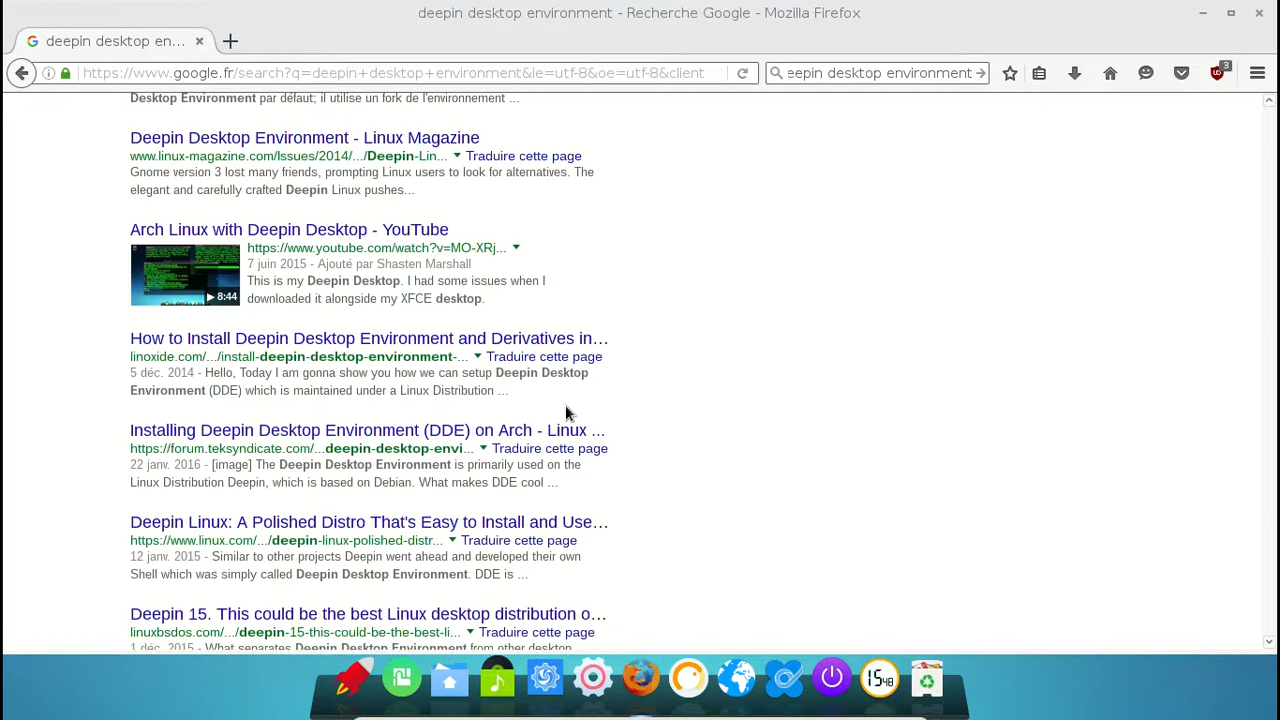 deepin desktop environment - Recherche Google - Mozilla Firefox
deepin desktop en...
https://www.google.fr/search?q=deepin+desktop+environment&ie=utf-8&oe=utf-8&client
eepin desktop environment
3
Desktop Environment par défaut; il utilise un fork de l'environnement ...
Deepin Desktop Environment - Linux Magazine
www.linux-magazine.com/Issues/2014/.../Deepin-Lin... Traduire cette page
Gnome version 3 lost many friends, prompting Linux users to look for alternatives. The
elegant and carefully crafted Deepin Linux pushes...
Arch Linux with Deepin Desktop - YouTube
https://www.youtube.com/watch?v=MO-XRj...
7 juin 2015 - Ajouté par Shasten Marshall
This is my Deepin Desktop. I had some issues when I
downloaded it alongside my XFCE desktop.
8:44
How to Install Deepin Desktop Environment and Derivatives in...
linoxide.com/.../install-deepin-desktop-environment-... Traduire cette page
5 déc. 2014 - Hello, Today I am gonna show you how we can setup Deepin Desktop
Environment (DDE) which is maintained under a Linux Distribution ...
Installing Deepin Desktop Environment (DDE) on Arch - Linux ...
https://forum.teksyndicate.com/...deepin-desktop-envi... Traduire cette page
22 janv. 2016 - [image] The Deepin Desktop Environment is primarily used on the
Linux Distribution Deepin, which is based on Debian. What makes DDE cool ...
Deepin Linux: A Polished Distro That's Easy to Install and Use...
https://www.linux.com/.../deepin-linux-polished-distr... Traduire cette page
12 janv. 2015 - Similar to other projects Deepin went ahead and developed their own
Shell which was simply called Deepin Desktop Environment. DDE is ...
Deepin 15. This could be the best Linux desktop distribution o...
linuxbsdos.com/.../deepin-15-this-could-be-the-best-li... Traduire cette page
1 déc. 2015 - What separates Deepin Desktop Environment from other desktop
15 48